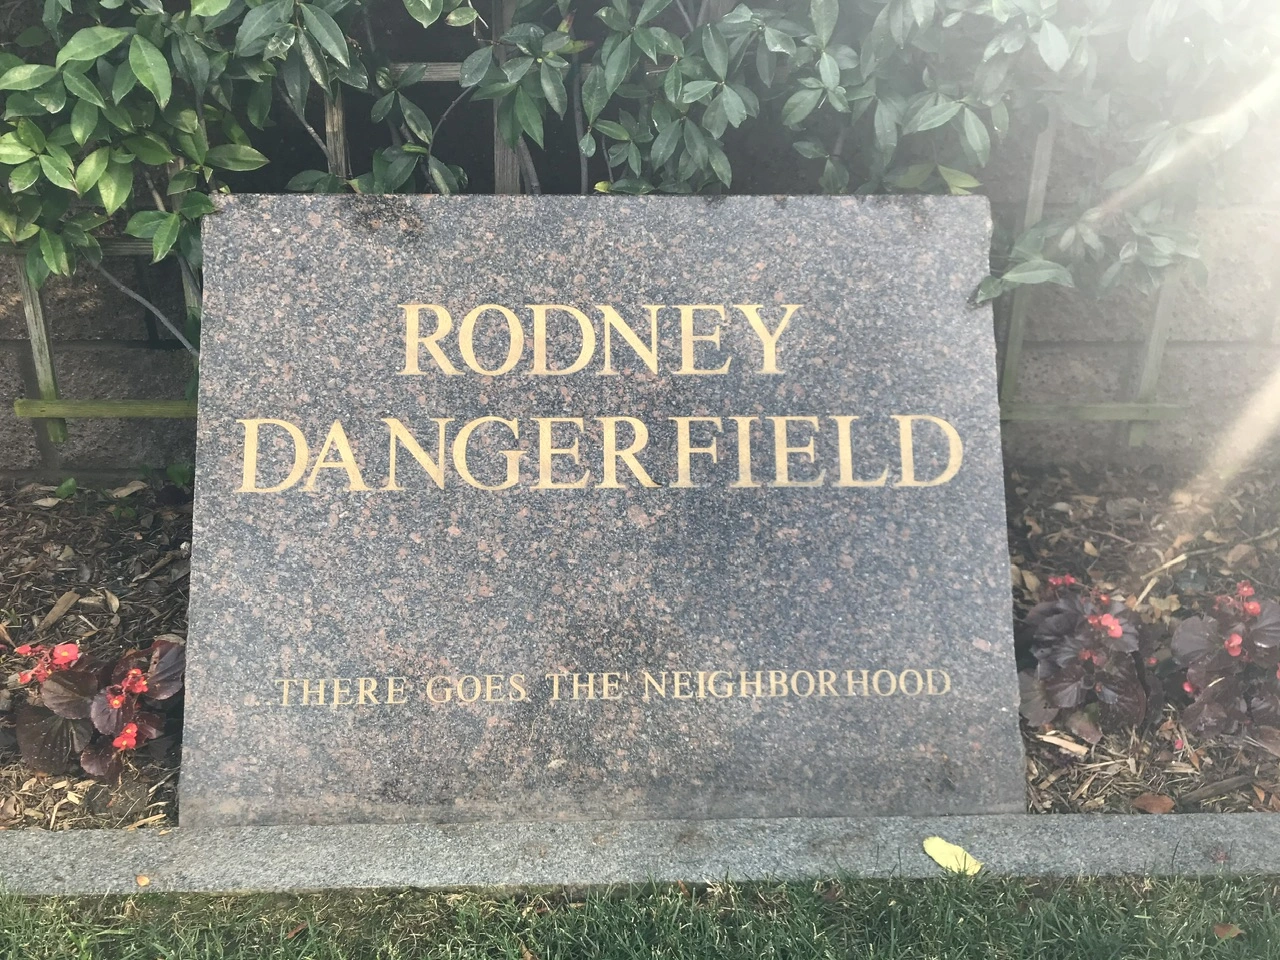 RODNEY
DANGERFIELD
...THERE GOES THE NEIGHBORHOOD